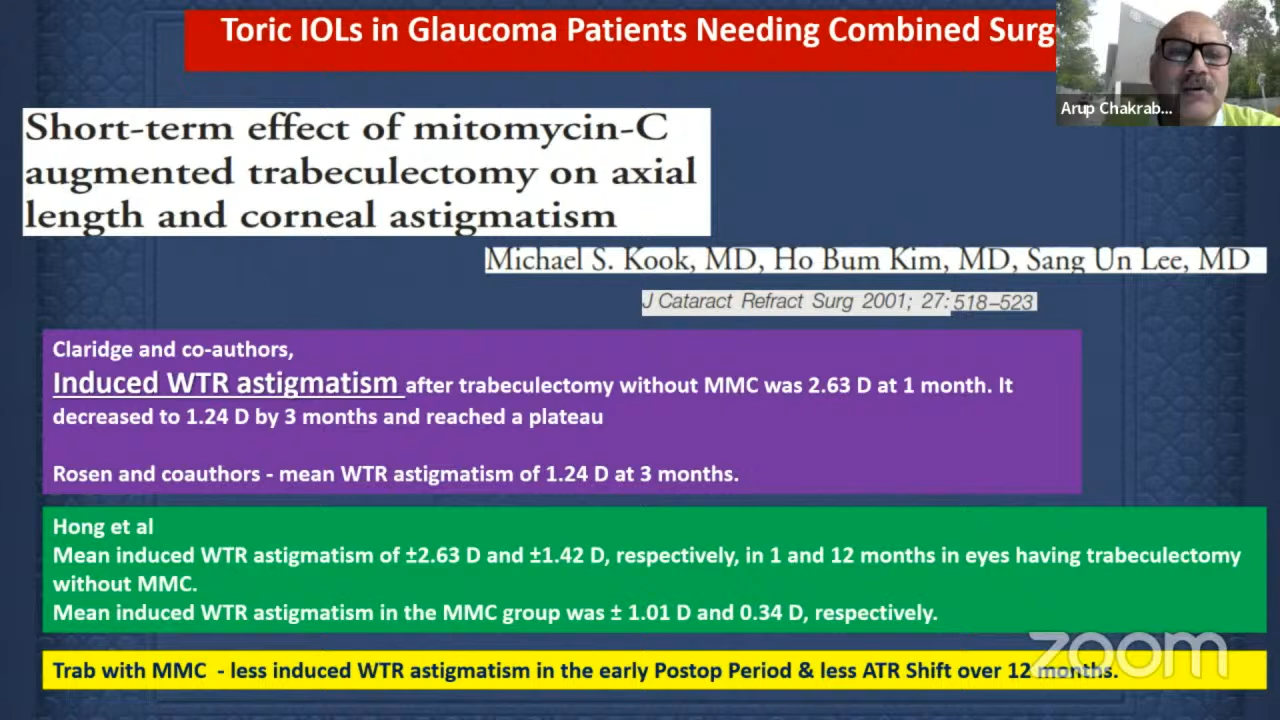 Toric IOLs in Glaucoma Patients Needing Combined Surg
Arup Chakrab...
Short-term effect of mitomycin-C
augmented trabeculectomy on axial
length and corneal astigmatism
Michael S. Kook, MD, Ho Bum Kim, MD, Sang Un Lee, MD
J Cataract Refract Surg 2001; 27: 518–523
Claridge and co-authors,
Induced WTR astigmatism after trabeculectomy without MMC was 2.63 D at 1 month. It
decreased to 1.24 D by 3 months and reached a plateau
Rosen and coauthors - mean WTR astigmatism of 1.24 D at 3 months.
Hong et al
Mean induced WTR astigmatism of ±2.63 D and ±1.42 D, respectively, in 1 and 12 months in eyes having trabeculectomy
without MMC.
Mean induced WTR astigmatism in the MMC group was ± 1.01 D and 0.34 D, respectively.
zoom
Trab with MMC - less induced WTR astigmatism in the early Postop Period & less ATR Shift over 12 months.